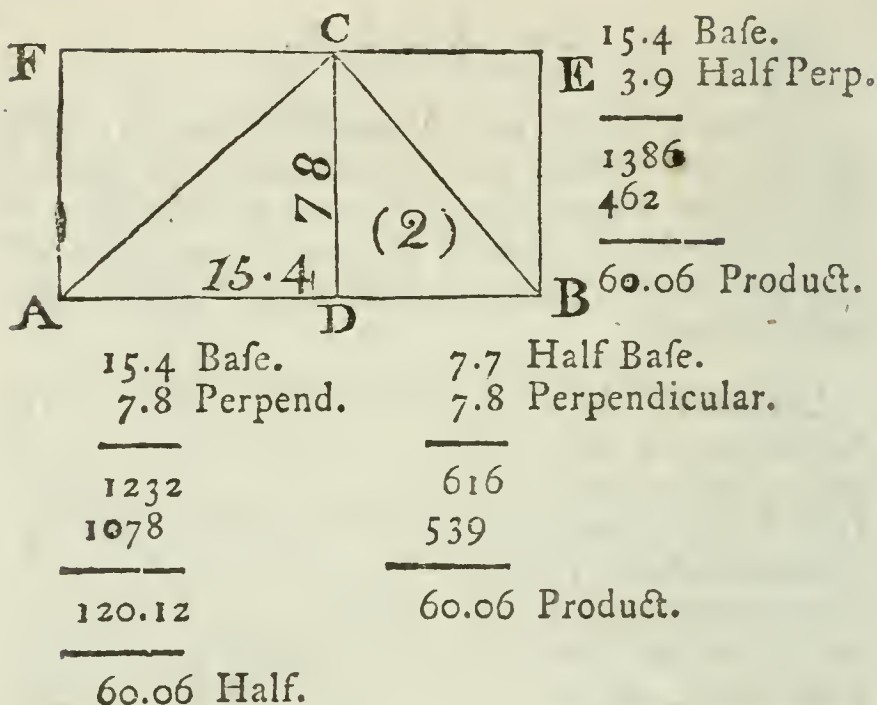 C
F
E
78
(2)
15.4
A
D
B
15.4 Baſe.
3.9 Half Perp.
1386
462
60.06 Product.
15.4 Baſe.
7.8 Perpend.
1232
1078
120.12
60.06 Half.
7.7 Half Baſe.
7.8 Perpendicular.
616
539
60.06 Product.